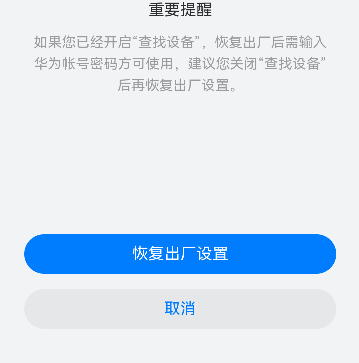 重要提醒
如果您已经开启“查找设备”，恢复出厂后需输入
华为帐号密码方可使用，建议您关闭“查找设备”
后再恢复出厂设置。
恢复出厂设置
取消